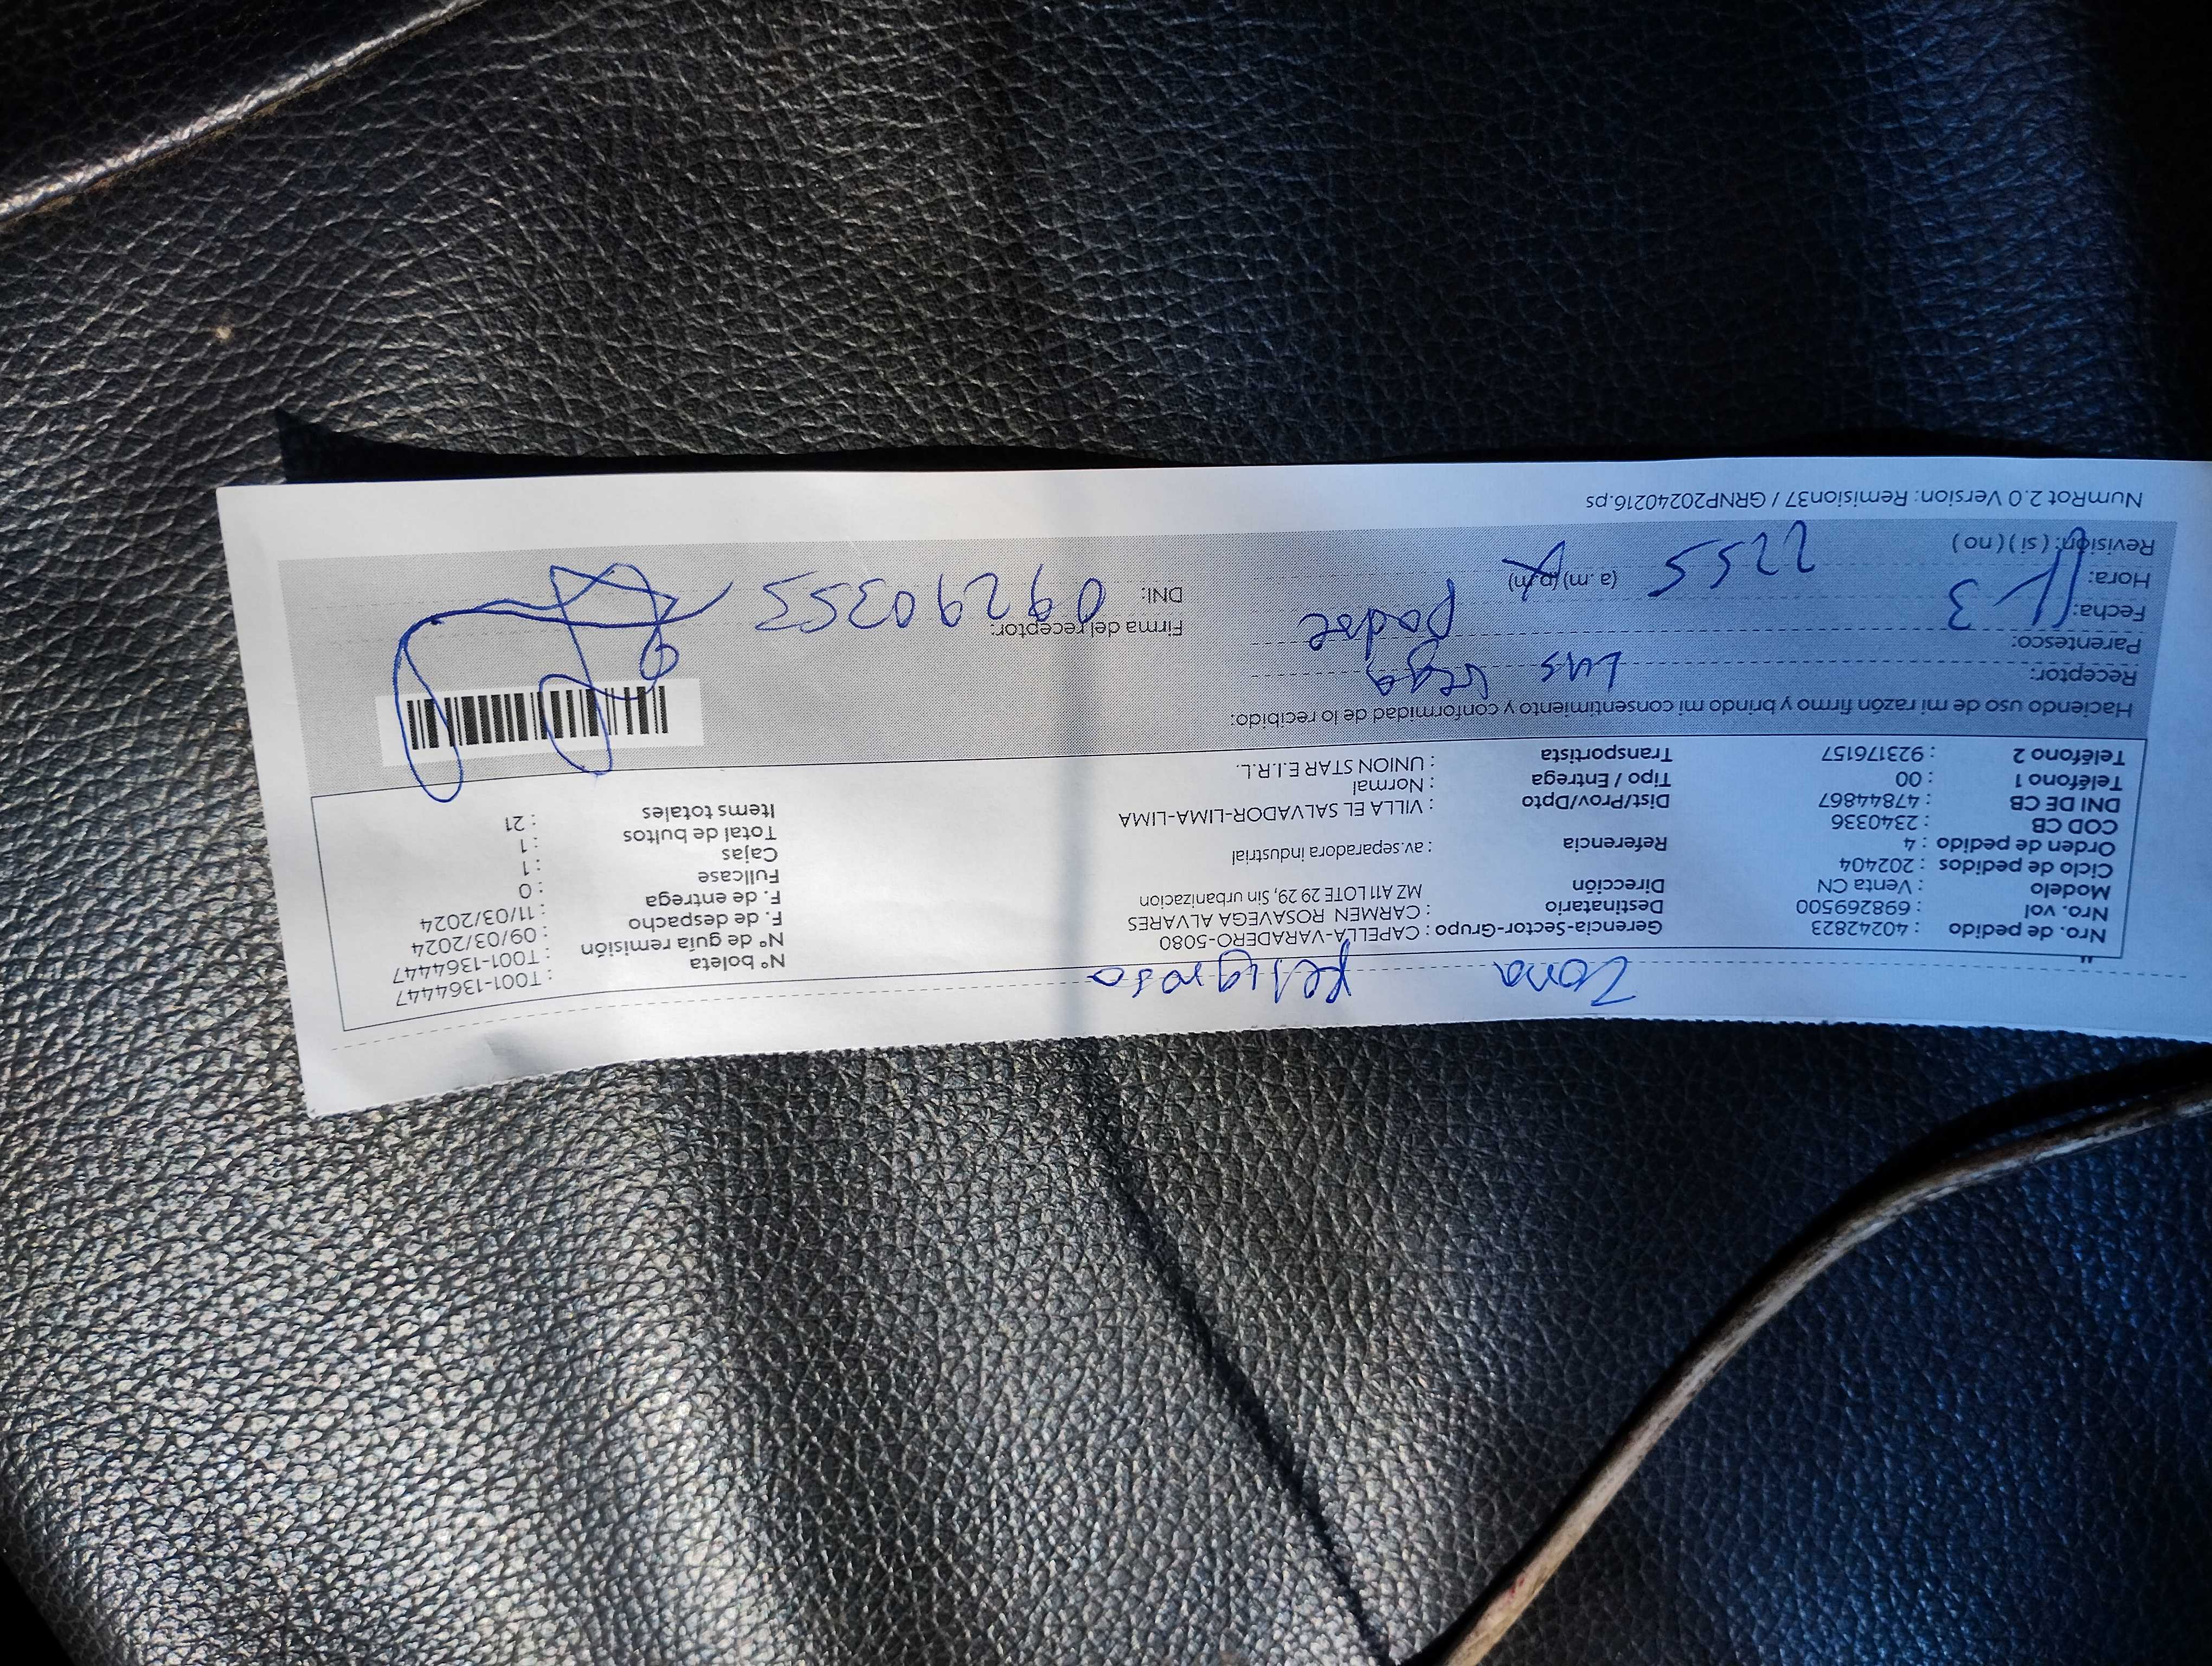 Zona peligrosa
Nro. de pedido : 40242823
Nro. vol : 698269500
Modelo : Venta CN
Ciclo de pedidos : 202404
Orden de pedido : 4
COD CB : 2340336
DNI DE CB : 47844867
Teléfono 1 : 00
Teléfono 2 : 923176157
Gerencia-Sector-Grupo : CAPELLA-VARADERO-5080
Destinatario : CARMEN ROSAVEGA ALVARES
Dirección MZ A11 LOTE 29 29, Sin urbanizacion
Referencia : av.separadora industrial
Dist/Prov/Dpto : VILLA EL SALVADOR-LIMA-LIMA
Tipo / Entrega : Normal
Transportista : UNION STAR E.I.R.L.
N° boleta : T001-1364447
N° de guía remisión : T001-1364447
F. de despacho : 09/03/2024
F. de entrega : 11/03/2024
Fullcase : 0
Cajas : 1
Total de bultos : 1
Items totales : 21
Haciendo uso de mi razón firmo y brindo mi consentimiento y conformidad de lo recibido:
Receptor: Luis Vega
Parentesco: padre
Fecha: 11/3
Hora: 2255 (a.m) (p.m)
Revisión: (si) (no)
Firma del receptor:
DNI: 09290353
NumRot 2.0 Version: Remision37 / GRNP20240216.ps